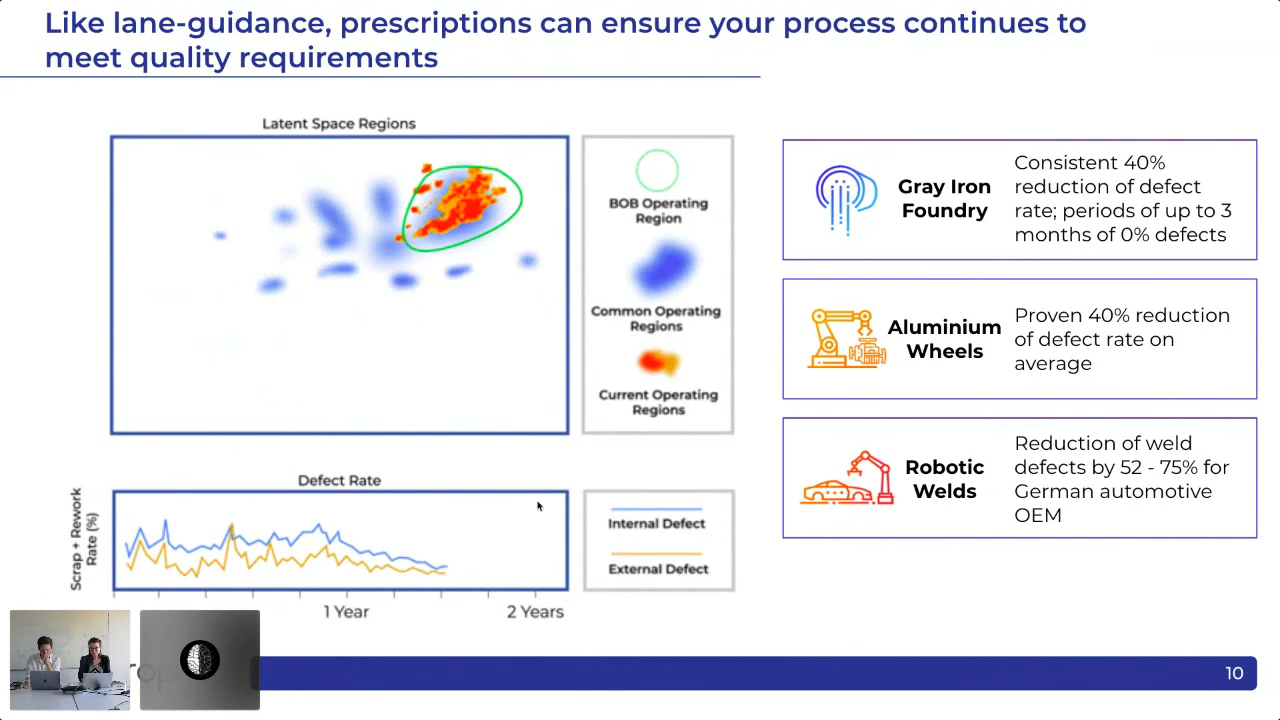 Like lane-guidance, prescriptions can ensure your process continues to
meet quality requirements
Latent Space Regions
BOB Operating
Region
Common Operating
Regions
Current Operating
Regions
Gray Iron
Foundry
Consistent 40%
reduction of defect
rate; periods of up to 3
months of 0% defects
Aluminium
Wheels
Proven 40% reduction
of defect rate on
average
Robotic
Welds
Reduction of weld
defects by 52 - 75% for
German automotive
OEM
Defect Rate
Scrap + Rework
Rate (%)
Internal Defect
External Defect
1 Year
2 Years
10